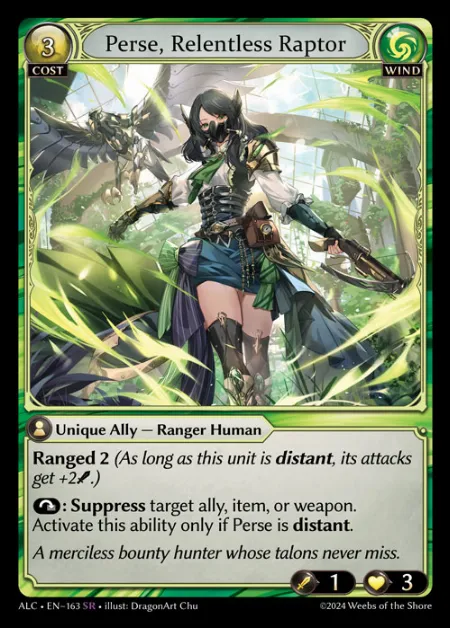 3
Perse, Relentless Raptor
COST
WIND
Unique Ally — Ranger Human
Ranged 2 (As long as this unit is distant, its attacks
get +2.)
: Suppress target ally, item, or weapon.
Activate this ability only if Perse is distant.
A merciless bounty hunter whose talons never miss.
1
3
ALC • EN-163 SR • illust: DragonArt Chu
©2024 Weebs of the Shore